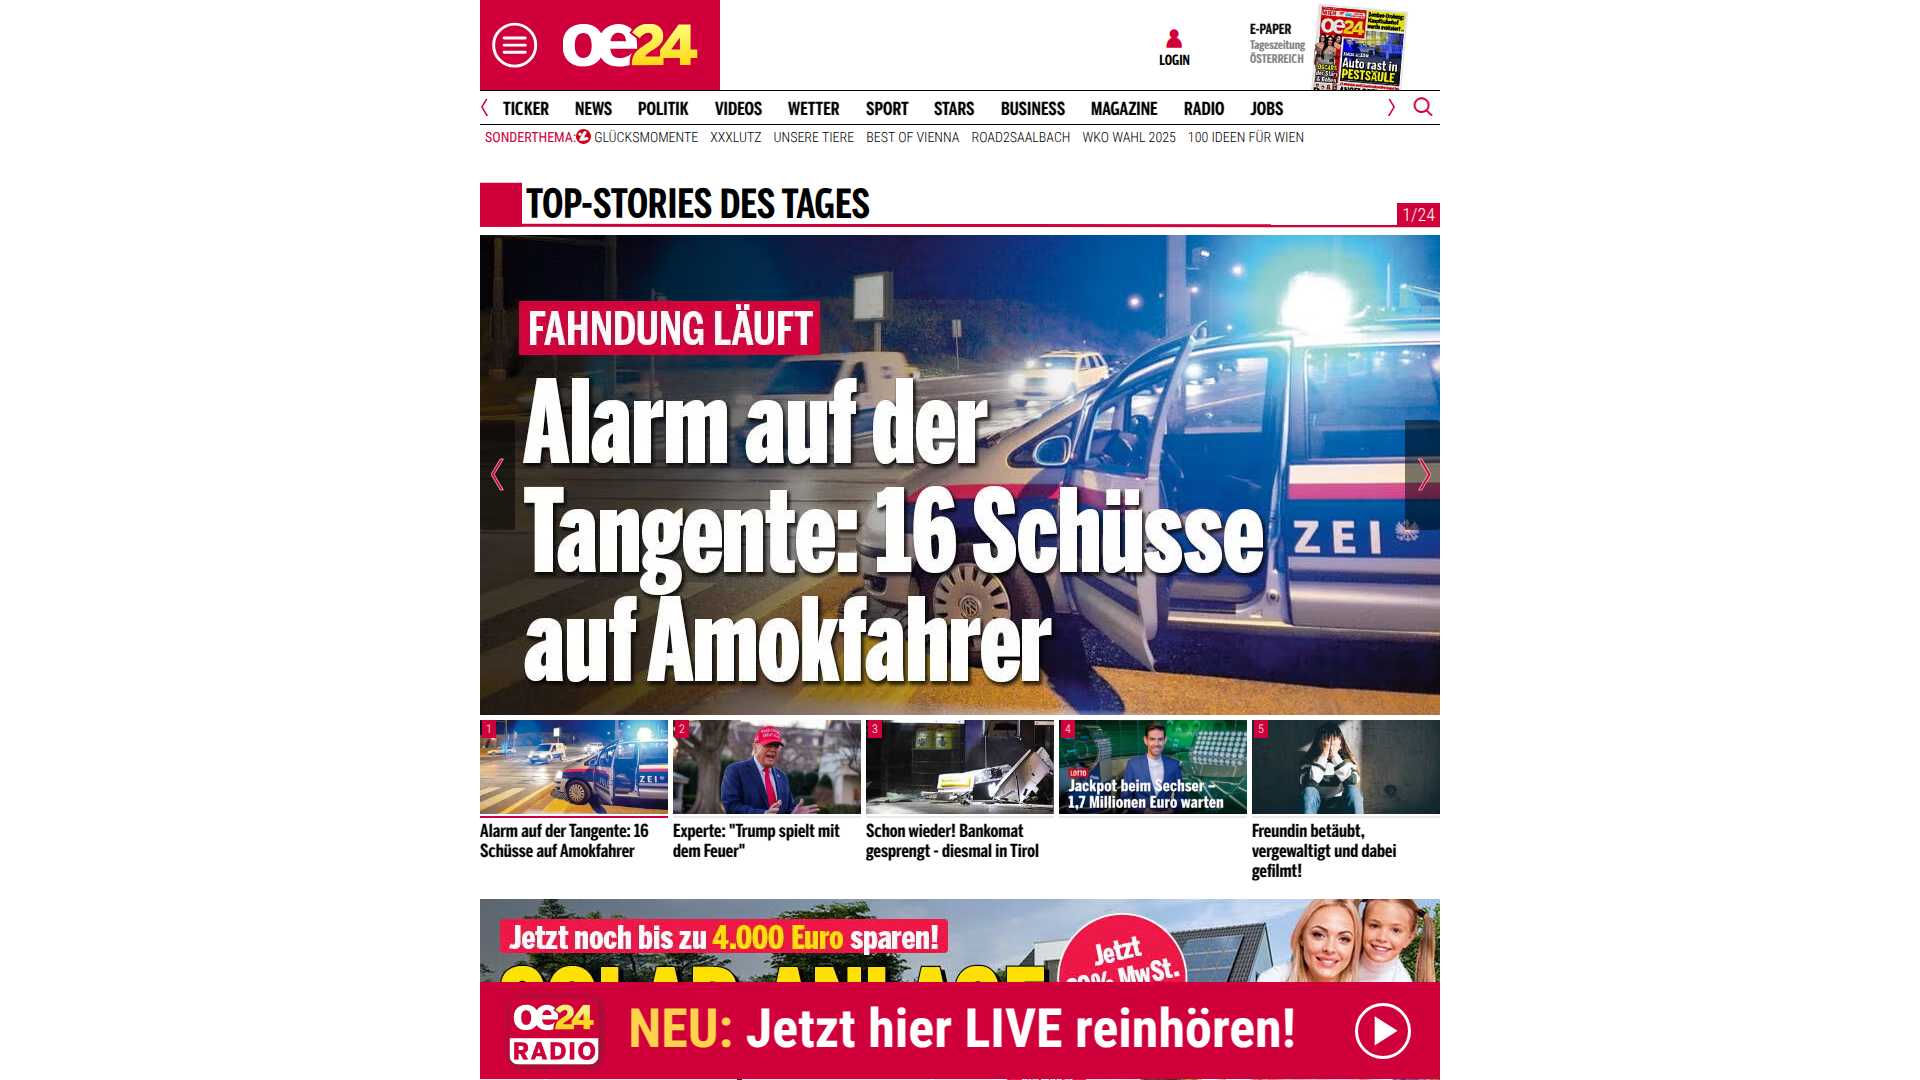 oe24
LOGIN
E-PAPER
Tageszeitung
ÖSTERREICH
oe24
Auto rast in
PESTSÄULE
TICKER NEWS POLITIK VIDEOS WETTER SPORT STARS BUSINESS MAGAZINE RADIO JOBS
SONDERTHEMA: GLÜCKSMOMENTE XXXLUTZ UNSERE TIERE BEST OF VIENNA ROAD2SAALBACH WKO WAHL 2025 100 IDEEN FÜR WIEN
TOP-STORIES DES TAGES
1/24
FAHNDUNG LÄUFT
Alarm auf der
Tangente: 16 Schüsse
auf Amokfahrer
ZEI
1
ZEI
2
3
4
LOTTO
Jackpot beim Sechser –
1,7 Millionen Euro warten
5
Alarm auf der Tangente: 16
Schüsse auf Amokfahrer
Experte: "Trump spielt mit
dem Feuer"
Schon wieder! Bankomat
gesprengt - diesmal in Tirol
Freundin betäubt,
vergewaltigt und dabei
gefilmt!
Jetzt noch bis zu 4.000 Euro sparen!
SOLAR-ANLAGE
Jetzt
MwSt.
oe24
RADIO
NEU: Jetzt hier LIVE reinhören!